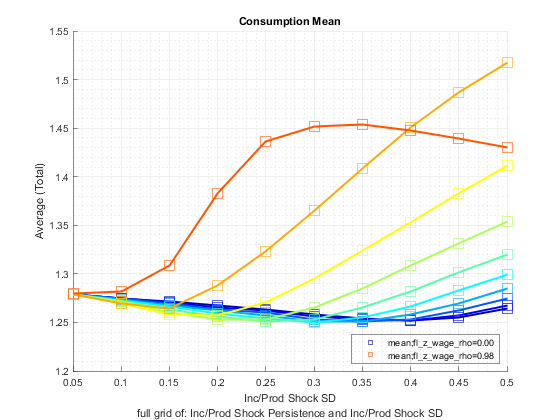 Consumption Mean
1.55
1.5
1.45
1.4
1.35
1.3
1.25
1.2
Average (Total)
0.05 0.1 0.15 0.2 0.25 0.3 0.35 0.4 0.45 0.5
mean;fl_z_wage_rho=0.00
mean;fl_z_wage_rho=0.98
Inc/Prod Shock SD
full grid of: Inc/Prod Shock Persistence and Inc/Prod Shock SD